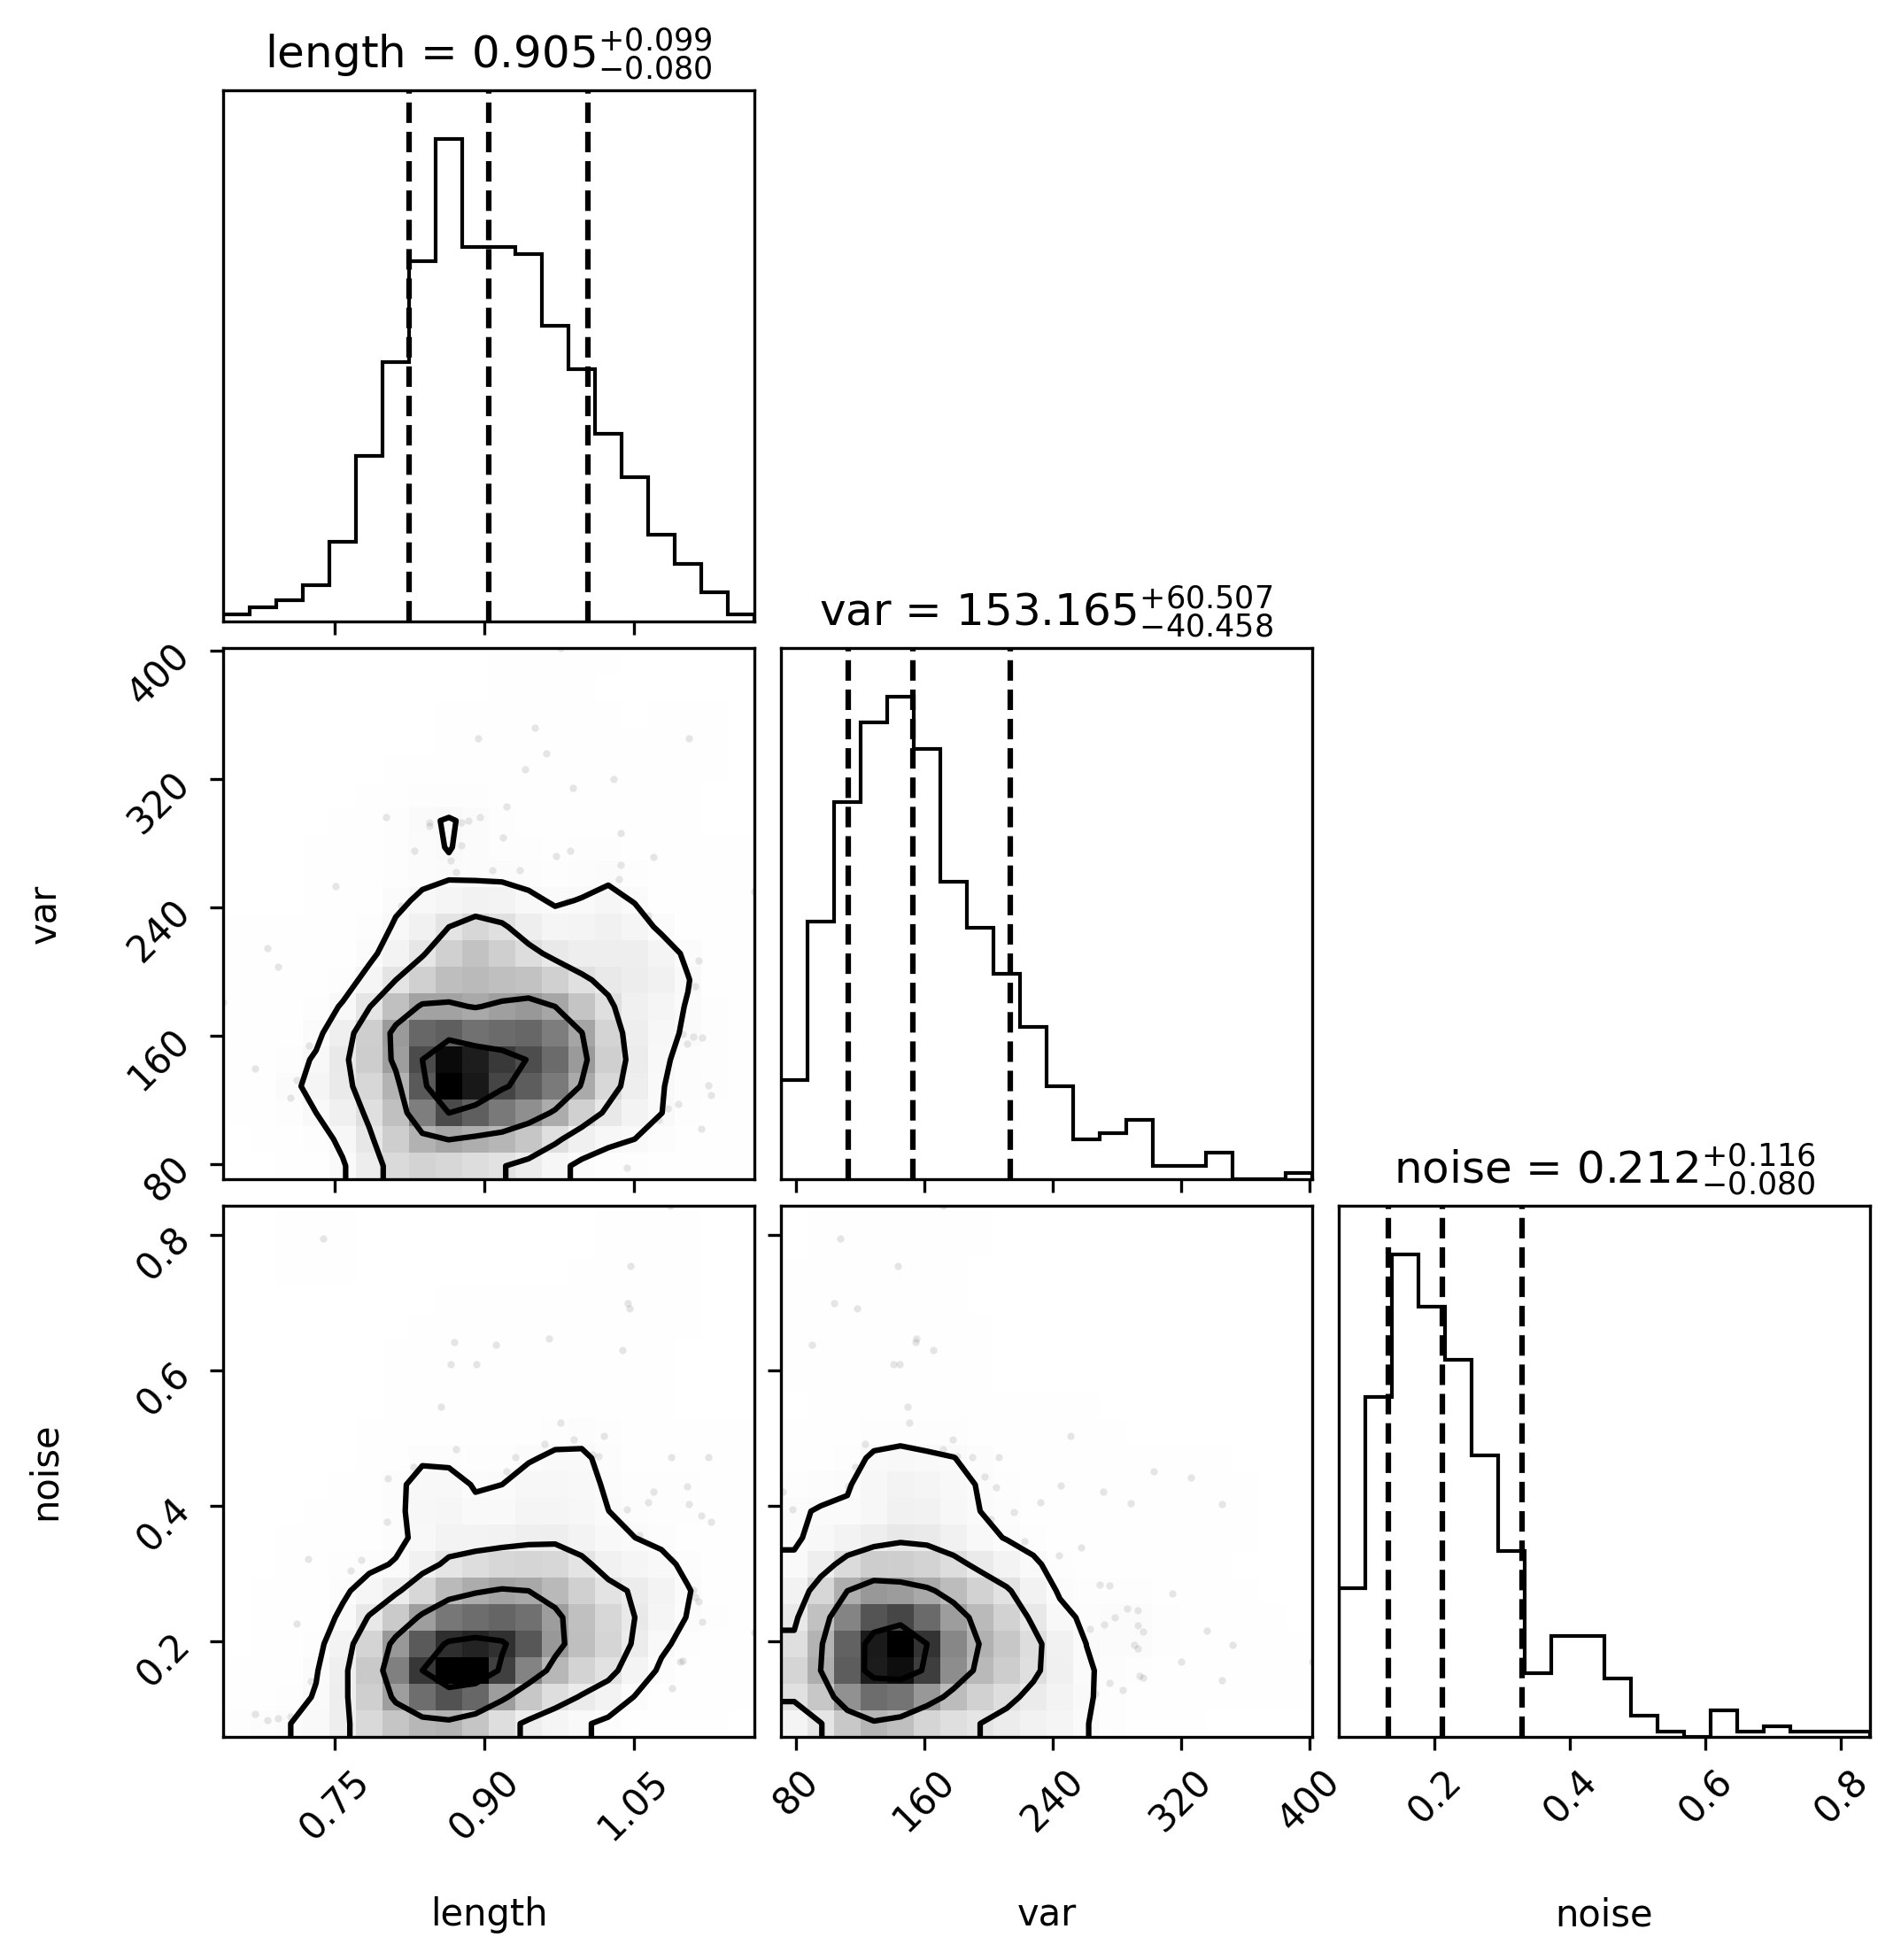 length = 0.905 +0.099 −0.080
var = 153.165 +60.507 −40.458
400
320
240
160
80
var
noise = 0.212 +0.116 −0.080
0.8
0.6
0.4
0.2
noise
0.75 0.90 1.05 80 160 240 320 400 0.2 0.4 0.6 0.8
length var noise